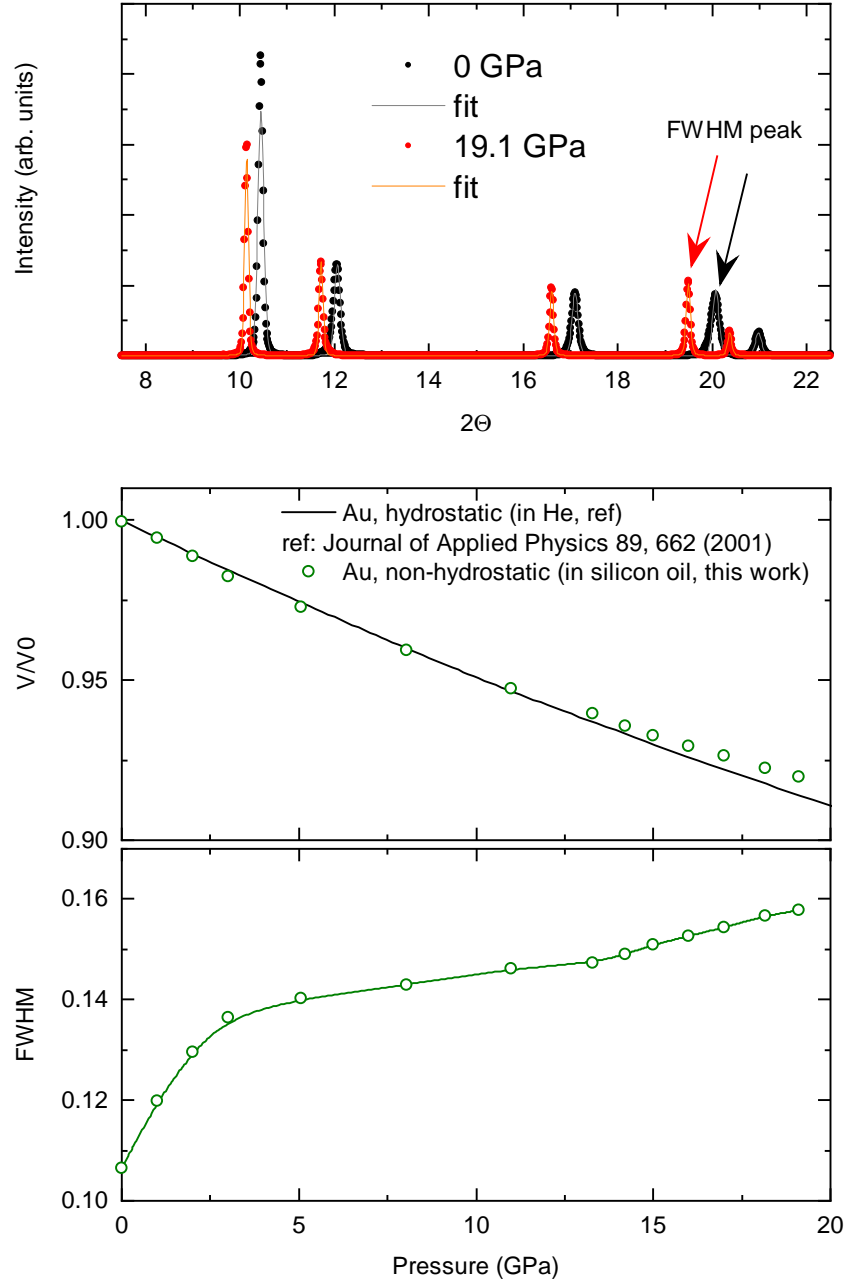 0 GPa
fit
19.1 GPa
fit
FWHM peak
Intensity (arb. units)
8 10 12 14 16 18 20 22
2Θ
1.00
0.95
0.90
V/V0
Au, hydrostatic (in He, ref)
ref: Journal of Applied Physics 89, 662 (2001)
Au, non-hydrostatic (in silicon oil, this work)
0.16
0.14
0.12
0.10
FWHM
0 5 10 15 20
Pressure (GPa)